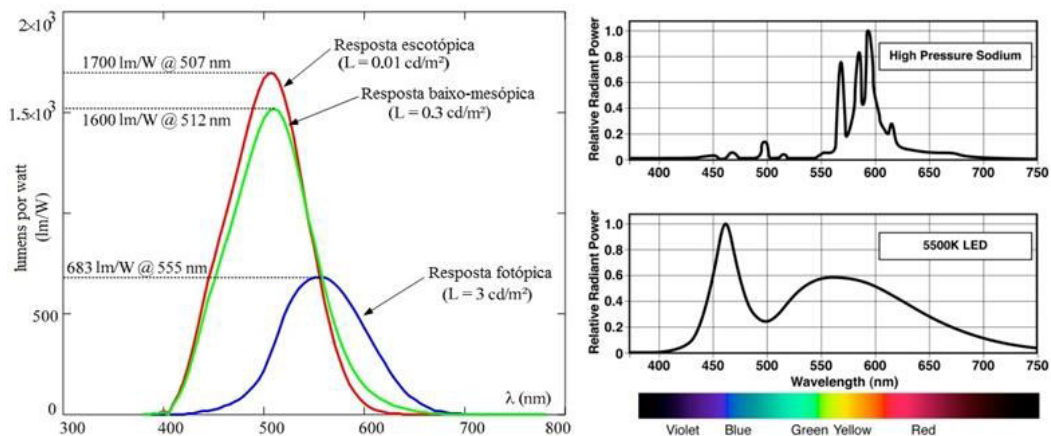 2×10³
1700 lm/W @ 507 nm
Resposta escotópica
(L = 0.01 cd/m²)
Resposta baixo-mesópica
(L = 0.3 cd/m²)
1.5×10³
1600 lm/W @ 512 nm
lumens por watt
(lm/W)
683 lm/W @ 555 nm
Resposta fotópica
(L = 3 cd/m²)
500
0
λ (nm)
300 400 500 600 700 800
Relative Radiant Power
1.0
0.8
0.6
0.4
0.2
High Pressure Sodium
400 450 500 550 600 650 700 750
Relative Radiant Power
1.0
0.8
0.6
0.4
0.2
5500K LED
400 450 500 550 600 650 700 750
Wavelength (nm)
Violet Blue Green Yellow Red